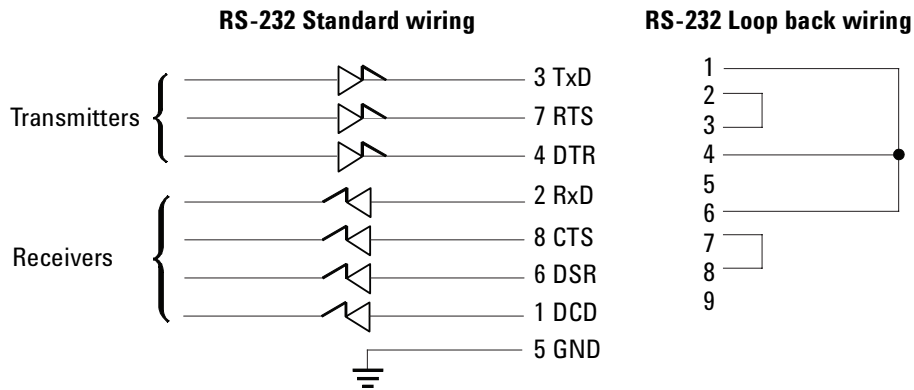 RS-232 Standard wiring
Transmitters
3 TxD
7 RTS
4 DTR
Receivers
2 RxD
8 CTS
6 DSR
1 DCD
5 GND
RS-232 Loop back wiring
1
2
3
4
5
6
7
8
9